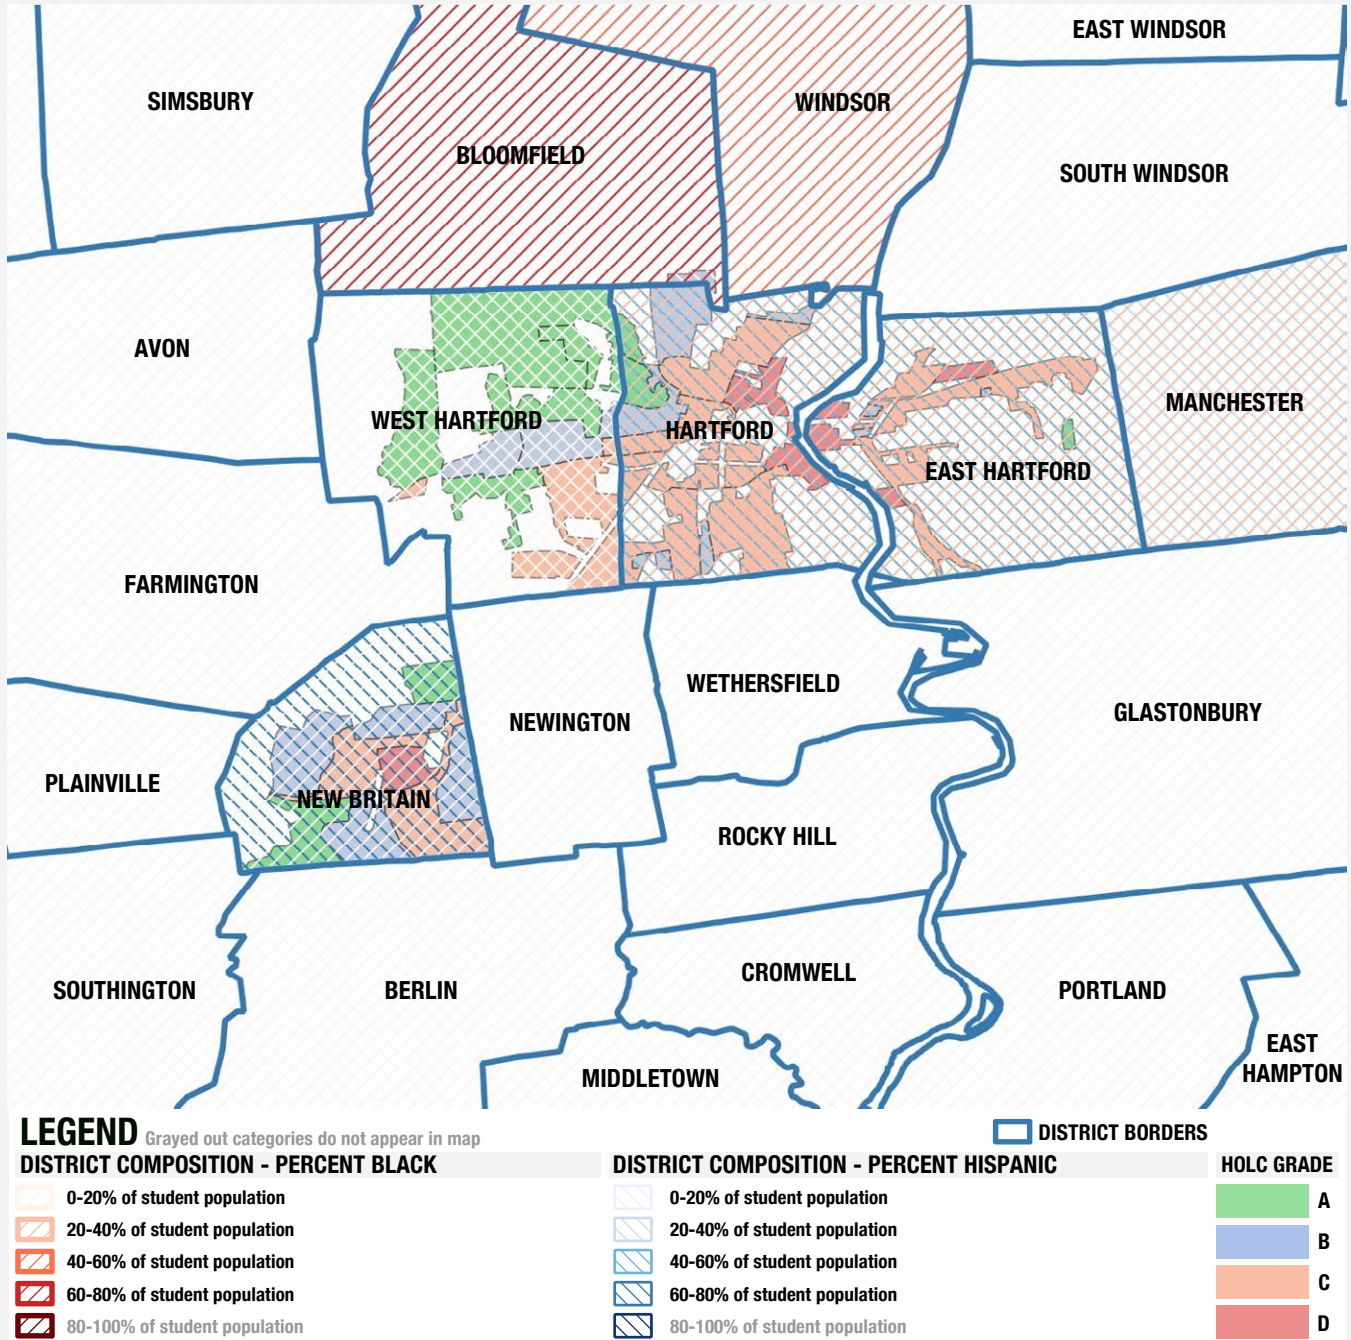 EAST WINDSOR
SIMSBURY
WINDSOR
BLOOMFIELD
SOUTH WINDSOR
AVON
MANCHESTER
WEST HARTFORD
HARTFORD
EAST HARTFORD
FARMINGTON
WETHERSFIELD
GLASTONBURY
NEWINGTON
PLAINVILLE
NEW BRITAIN
ROCKY HILL
CROMWELL
SOUTHINGTON
BERLIN
PORTLAND
EAST
HAMPTON
MIDDLETOWN
LEGEND Grayed out categories do not appear in map
DISTRICT BORDERS
DISTRICT COMPOSITION - PERCENT BLACK
0-20% of student population
20-40% of student population
40-60% of student population
60-80% of student population
80-100% of student population
DISTRICT COMPOSITION - PERCENT HISPANIC
0-20% of student population
20-40% of student population
40-60% of student population
60-80% of student population
80-100% of student population
HOLC GRADE
A
B
C
D